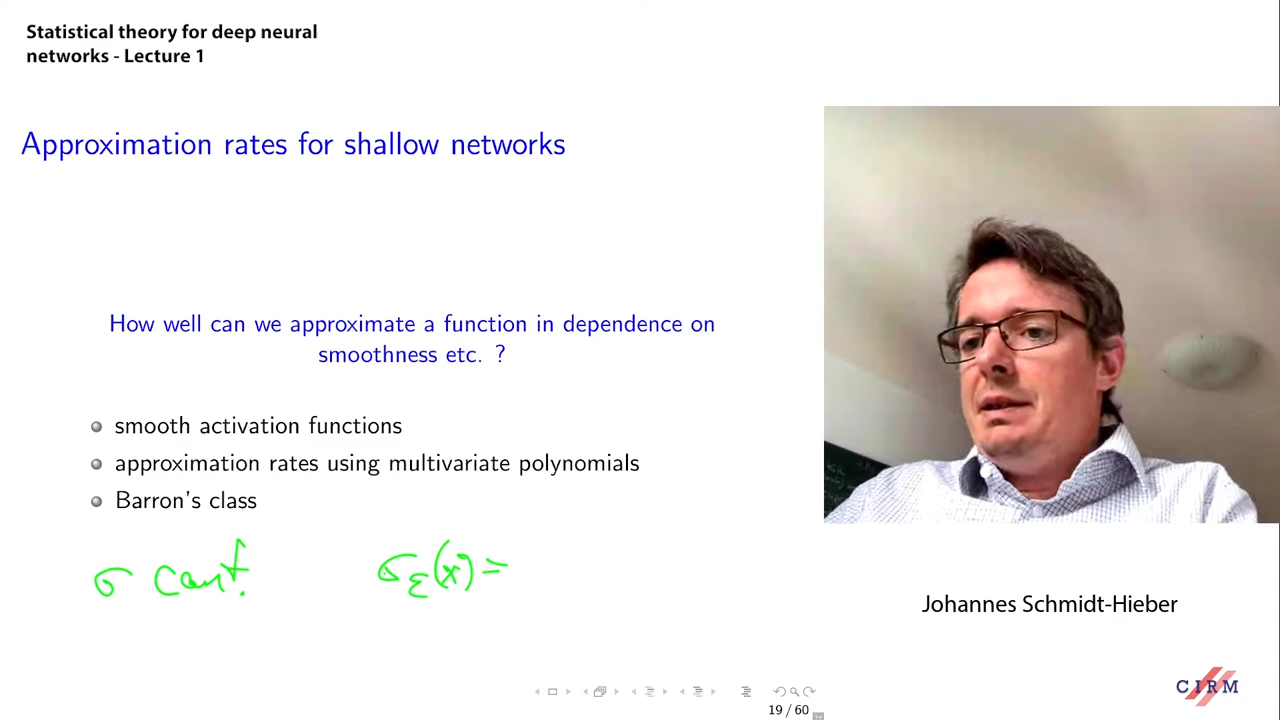 Statistical theory for deep neural
networks - Lecture 1
Approximation rates for shallow networks
How well can we approximate a function in dependence on
smoothness etc. ?
smooth activation functions
approximation rates using multivariate polynomials
Barron's class
σ cont. σ_ε(x)=
Johannes Schmidt-Hieber
CIRM
19 / 60